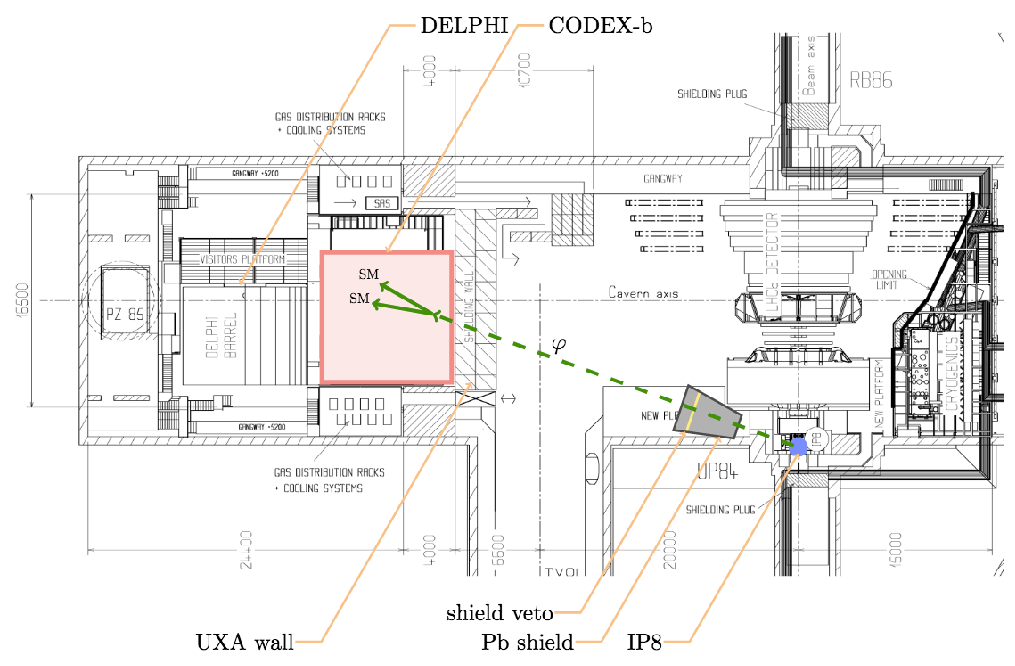 DELPHI
CODEX-b
4000
10700
Beam axis
RB86
SHIELDING PLUG
GAS DISTRIBUTION RACKS
+ COOLING SYSTEMS
GANGWAY +5200
SAS
GANGWAY
16500
VISITORS PLATFORM
SM
SM
PZ 85
DELPHI
BARREL
SHIELDING WALL
Cavern axis
LHCB DETECTOR
OPENING
LIMIT
φ
CRYOGENICS
NEW PLATFORM
GANGWAY +5200
IP8
UP84
GAS DISTRIBUTION RACKS
+ COOLING SYSTEMS
SHIELDING PLUG
24400
4000
6600
20000
15000
shield veto
UXA wall
Pb shield
IP8